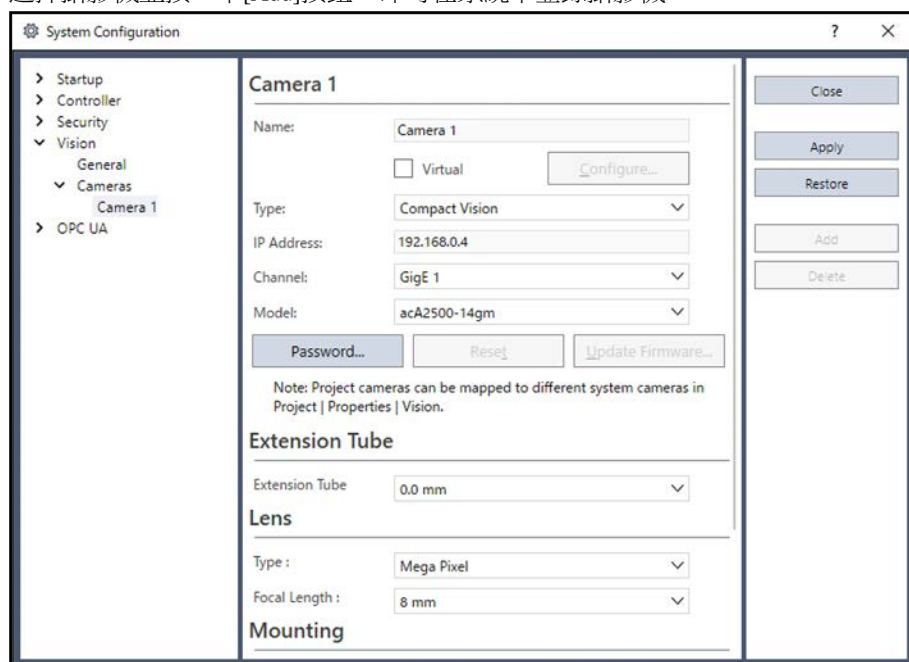 System Configuration
?
Startup
Controller
Security
Vision
General
Cameras
Camera 1
OPC UA
Camera 1
Name: Camera 1
Virtual Configure...
Type: Compact Vision
IP Address: 192.168.0.4
Channel: GigE 1
Model: acA2500-14gm
Password... Reset Update Firmware...
Note: Project cameras can be mapped to different system cameras in
Project | Properties | Vision.
Extension Tube
Extension Tube 0.0 mm
Lens
Type : Mega Pixel
Focal Length : 8 mm
Mounting
Close
Apply
Restore
Add
Delete